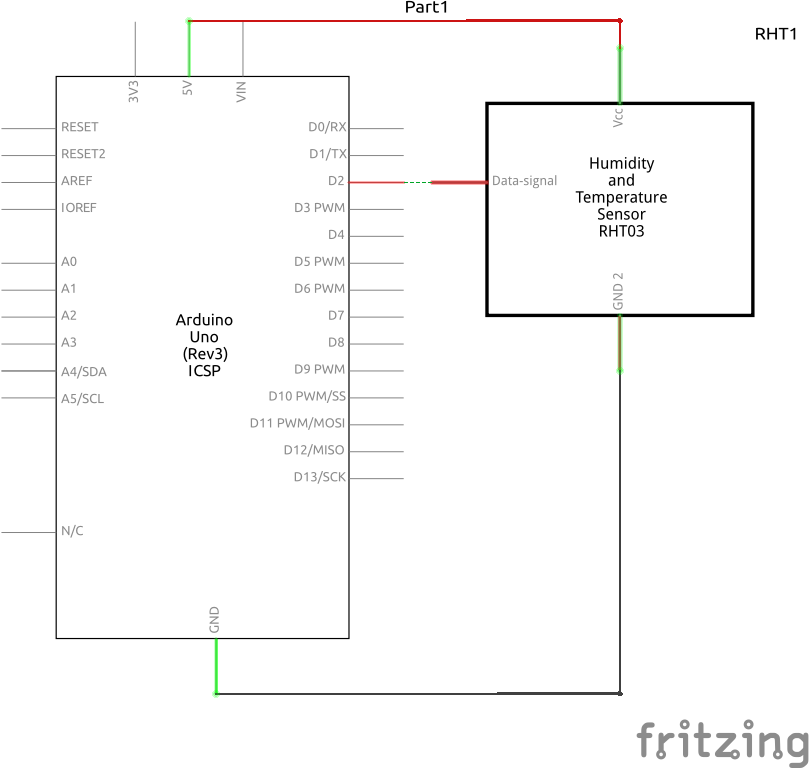 Part1
RHT1
3V3
5V
VIN
RESET
RESET2
AREF
IOREF
A0
A1
A2
A3
A4/SDA
A5/SCL
N/C
Arduino
Uno
(Rev3)
ICSP
D0/RX
D1/TX
D2
D3 PWM
D4
D5 PWM
D6 PWM
D7
D8
D9 PWM
D10 PWM/SS
D11 PWM/MOSI
D12/MISO
D13/SCK
GND
Vcc
Data-signal
Humidity
and
Temperature
Sensor
RHT03
GND 2
fritzing